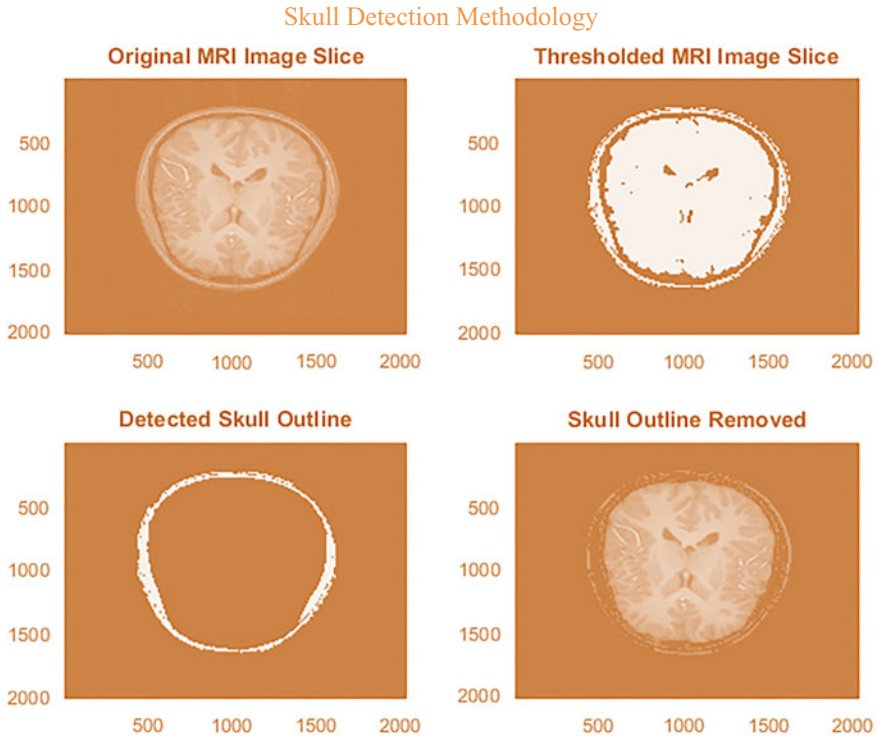 Skull Detection Methodology
Original MRI Image Slice
500
1000
1500
2000
500 1000 1500 2000
Thresholded MRI Image Slice
500
1000
1500
2000
500 1000 1500 2000
Detected Skull Outline
500
1000
1500
2000
500 1000 1500 2000
Skull Outline Removed
500
1000
1500
2000
500 1000 1500 2000